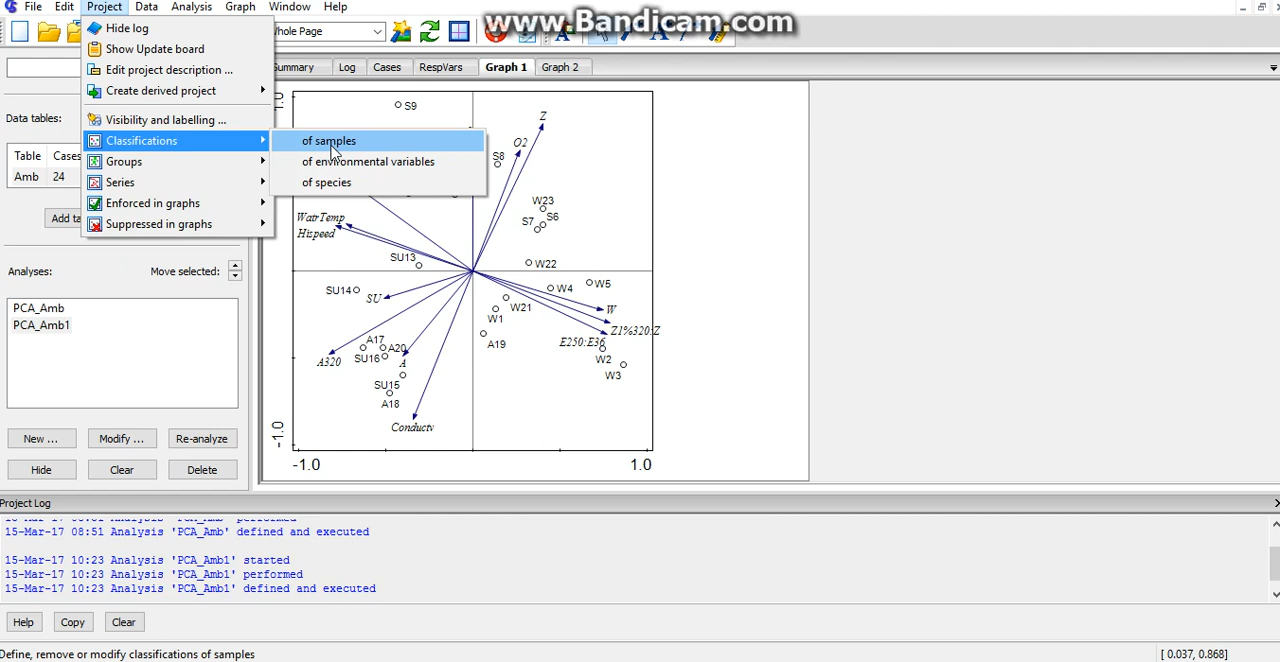 File Edit Project Data Analysis Graph Window Help
www.Bandicam.com
Hide log
Show Update board
Edit project description ...
Create derived project
Visibility and labelling ...
Classifications
Groups
Series
Enforced in graphs
Suppressed in graphs
of samples
of environmental variables
of species
hole Page
ummary Log Cases RespVars Graph 1 Graph 2
Data tables:
Table Cases
Amb 24
Add ta
Analyses: Move selected:
PCA_Amb
PCA_Amb1
New ... Modify ... Re-analyze
Hide Clear Delete
1.0
S9
Z
O2
S8
W23
S6
S7
WatrTemp
Hispeed
SU13
W22
SU14
SU
W4
W5
W21
W
W1
Z1%320:Z
E250:E36
A19
A17
A20
SU16
A320
A
W2
W3
SU15
A18
Conductv
-1.0
-1.0 1.0
Project Log
15-Mar-17 08:51 Analysis 'PCA_Amb' defined and executed
15-Mar-17 10:23 Analysis 'PCA_Amb1' started
15-Mar-17 10:23 Analysis 'PCA_Amb1' performed
15-Mar-17 10:23 Analysis 'PCA_Amb1' defined and executed
Help Copy Clear
Define, remove or modify classifications of samples [ 0.037, 0.868]